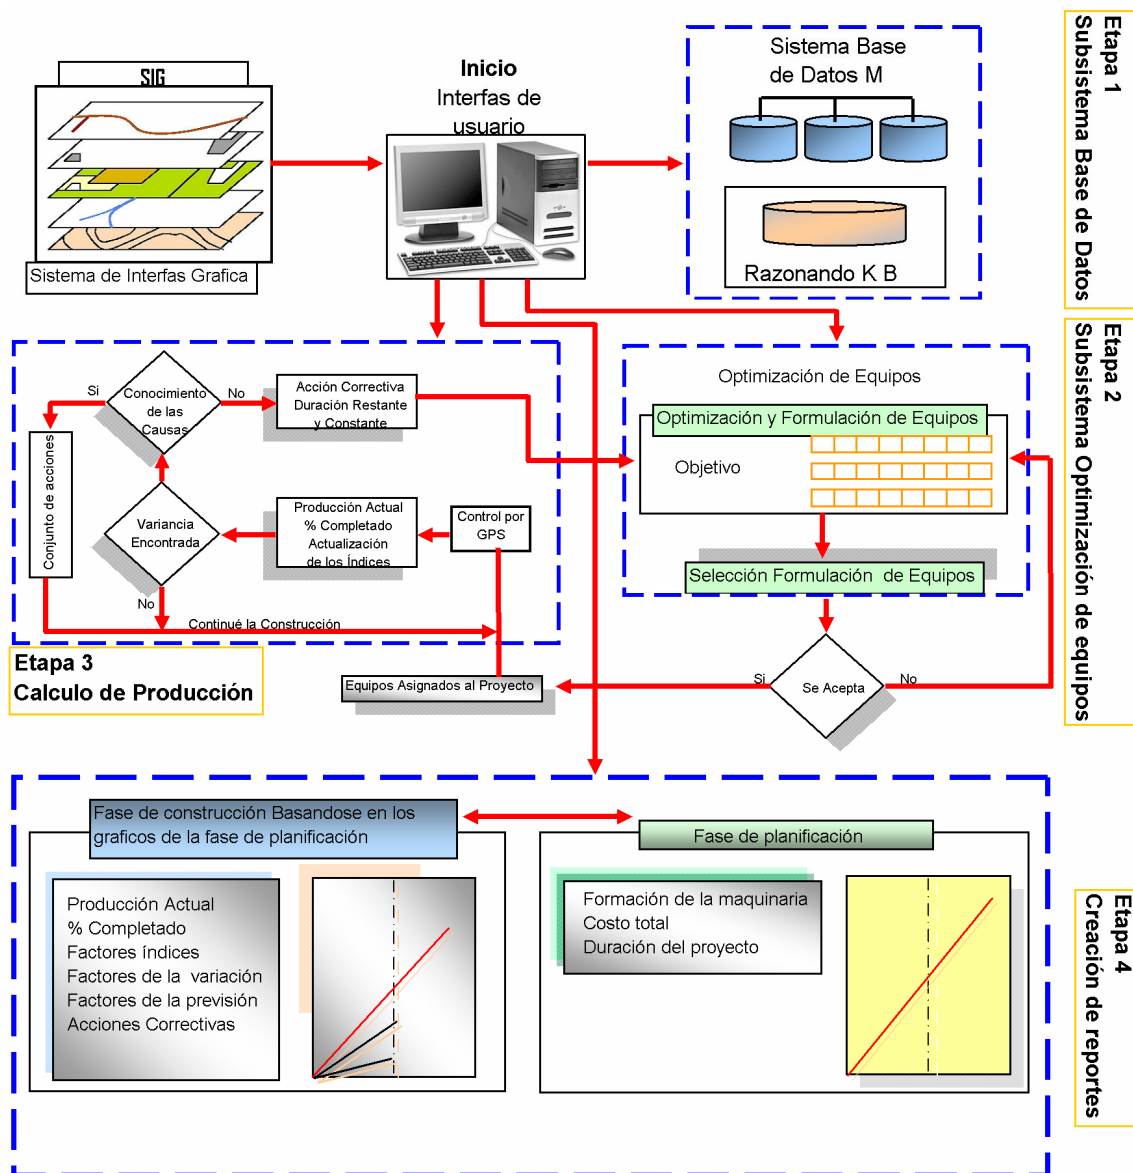 SIG
Sistema de Interfas Grafica
Inicio
Interfas de
usuario
Sistema Base
de Datos M
Razonando K B
Etapa 1
Subsistema Base de Datos
Si
Conocimiento
de las
Causas
No
Acción Correctiva
Duración Restante
y Constante
Conjunto de acciones
Variancia
Encontrada
Producción Actual
% Completado
Actualización
de los Índices
Control por
GPS
No
Continué la Construcción
Etapa 3
Calculo de Producción
Equipos Asignados al Proyecto
Optimización de Equipos
Optimización y Formulación de Equipos
Objetivo
Selección Formulación de Equipos
Si
Se Acepta
No
Etapa 2
Subsistema Optimización de equipos
Fase de construcción Basandose en los
graficos de la fase de planificación
Producción Actual
% Completado
Factores índices
Factores de la variación
Factores de la previsión
Acciones Correctivas
Fase de planificación
Formación de la maquinaria
Costo total
Duración del proyecto
Etapa 4
Creación de reportes